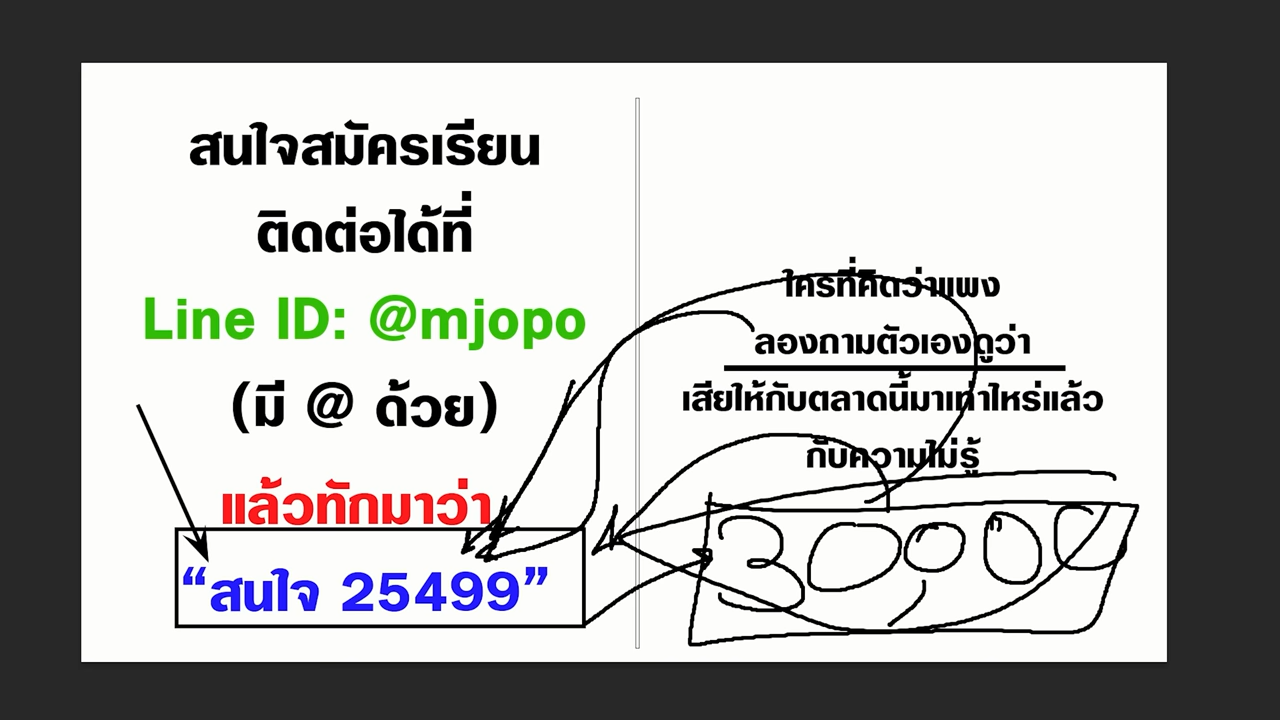 สนใจสมัครเรียน
ติดต่อได้ที่
Line ID: @mjopo
(มี @ ด้วย)
แล้วทักมาว่า
“สนใจ 25499”
ใครที่คิดว่าแพง
ลองถามตัวเองดูว่า
เสียให้กับตลาดนี้มาเท่าไหร่แล้ว
กับความไม่รู้
30,000